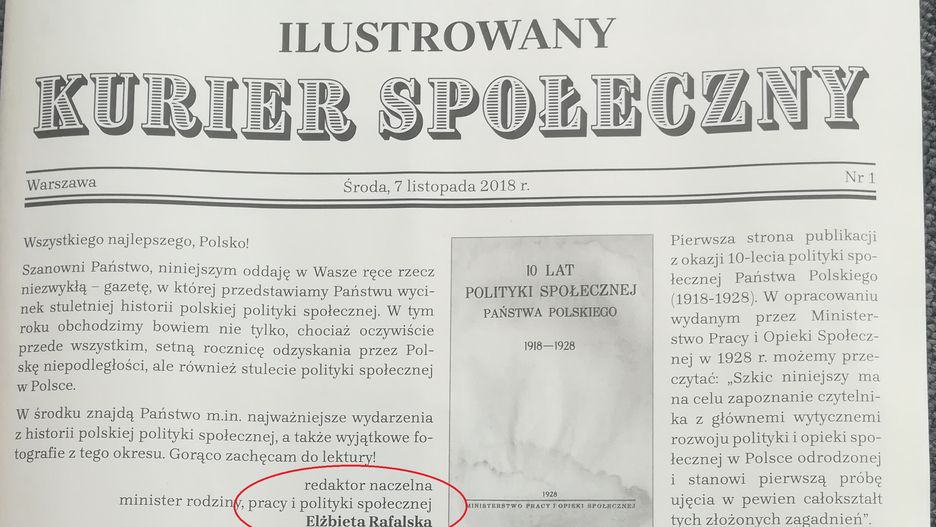 ILUSTROWANY
KURIER SPOŁECZNY
Warszawa
Środa, 7 listopada 2018 r.
Nr 1
Wszystkiego najlepszego, Polsko!
Szanowni Państwo, niniejszym oddaję w Wasze ręce rzecz
niezwykłą – gazetę, w której przedstawiamy Państwu wyci-
nek stuletniej historii polskiej polityki społecznej. W tym
roku obchodzimy bowiem nie tylko, chociaż oczywiście
przede wszystkim, setną rocznicę odzyskania przez Pol-
skę niepodległości, ale również stulecie polityki społecznej
w Polsce.
W środku znajdą Państwo m.in. najważniejsze wydarzenia
z historii polskiej polityki społecznej, a także wyjątkowe fo-
tografie z tego okresu. Gorąco zachęcam do lektury!
redaktor naczelna
minister rodziny, pracy i polityki społecznej
Elżbieta Rafalska
10 LAT
POLITYKI SPOŁECZNEJ
PAŃSTWA POLSKIEGO
1918—1928
1928
MINISTERSTWO PRACY I OPIEKI SPOŁECZNEJ
Pierwsza strona publikacji
z okazji 10-lecia polityki spo-
łecznej Państwa Polskiego
(1918-1928). W opracowaniu
wydanym przez Minister-
stwo Pracy i Opieki Społecz-
nej w 1928 r. możemy prze-
czytać: „Szkic niniejszy ma
na celu zapoznanie czytelni-
ka z głównemi wytycznemi
rozwoju polityki i opieki spo-
łecznej w Polsce odrodzonej
i stanowi pierwszą próbę
ujęcia w pewien całokształt
tych złożonych zagadnień”.